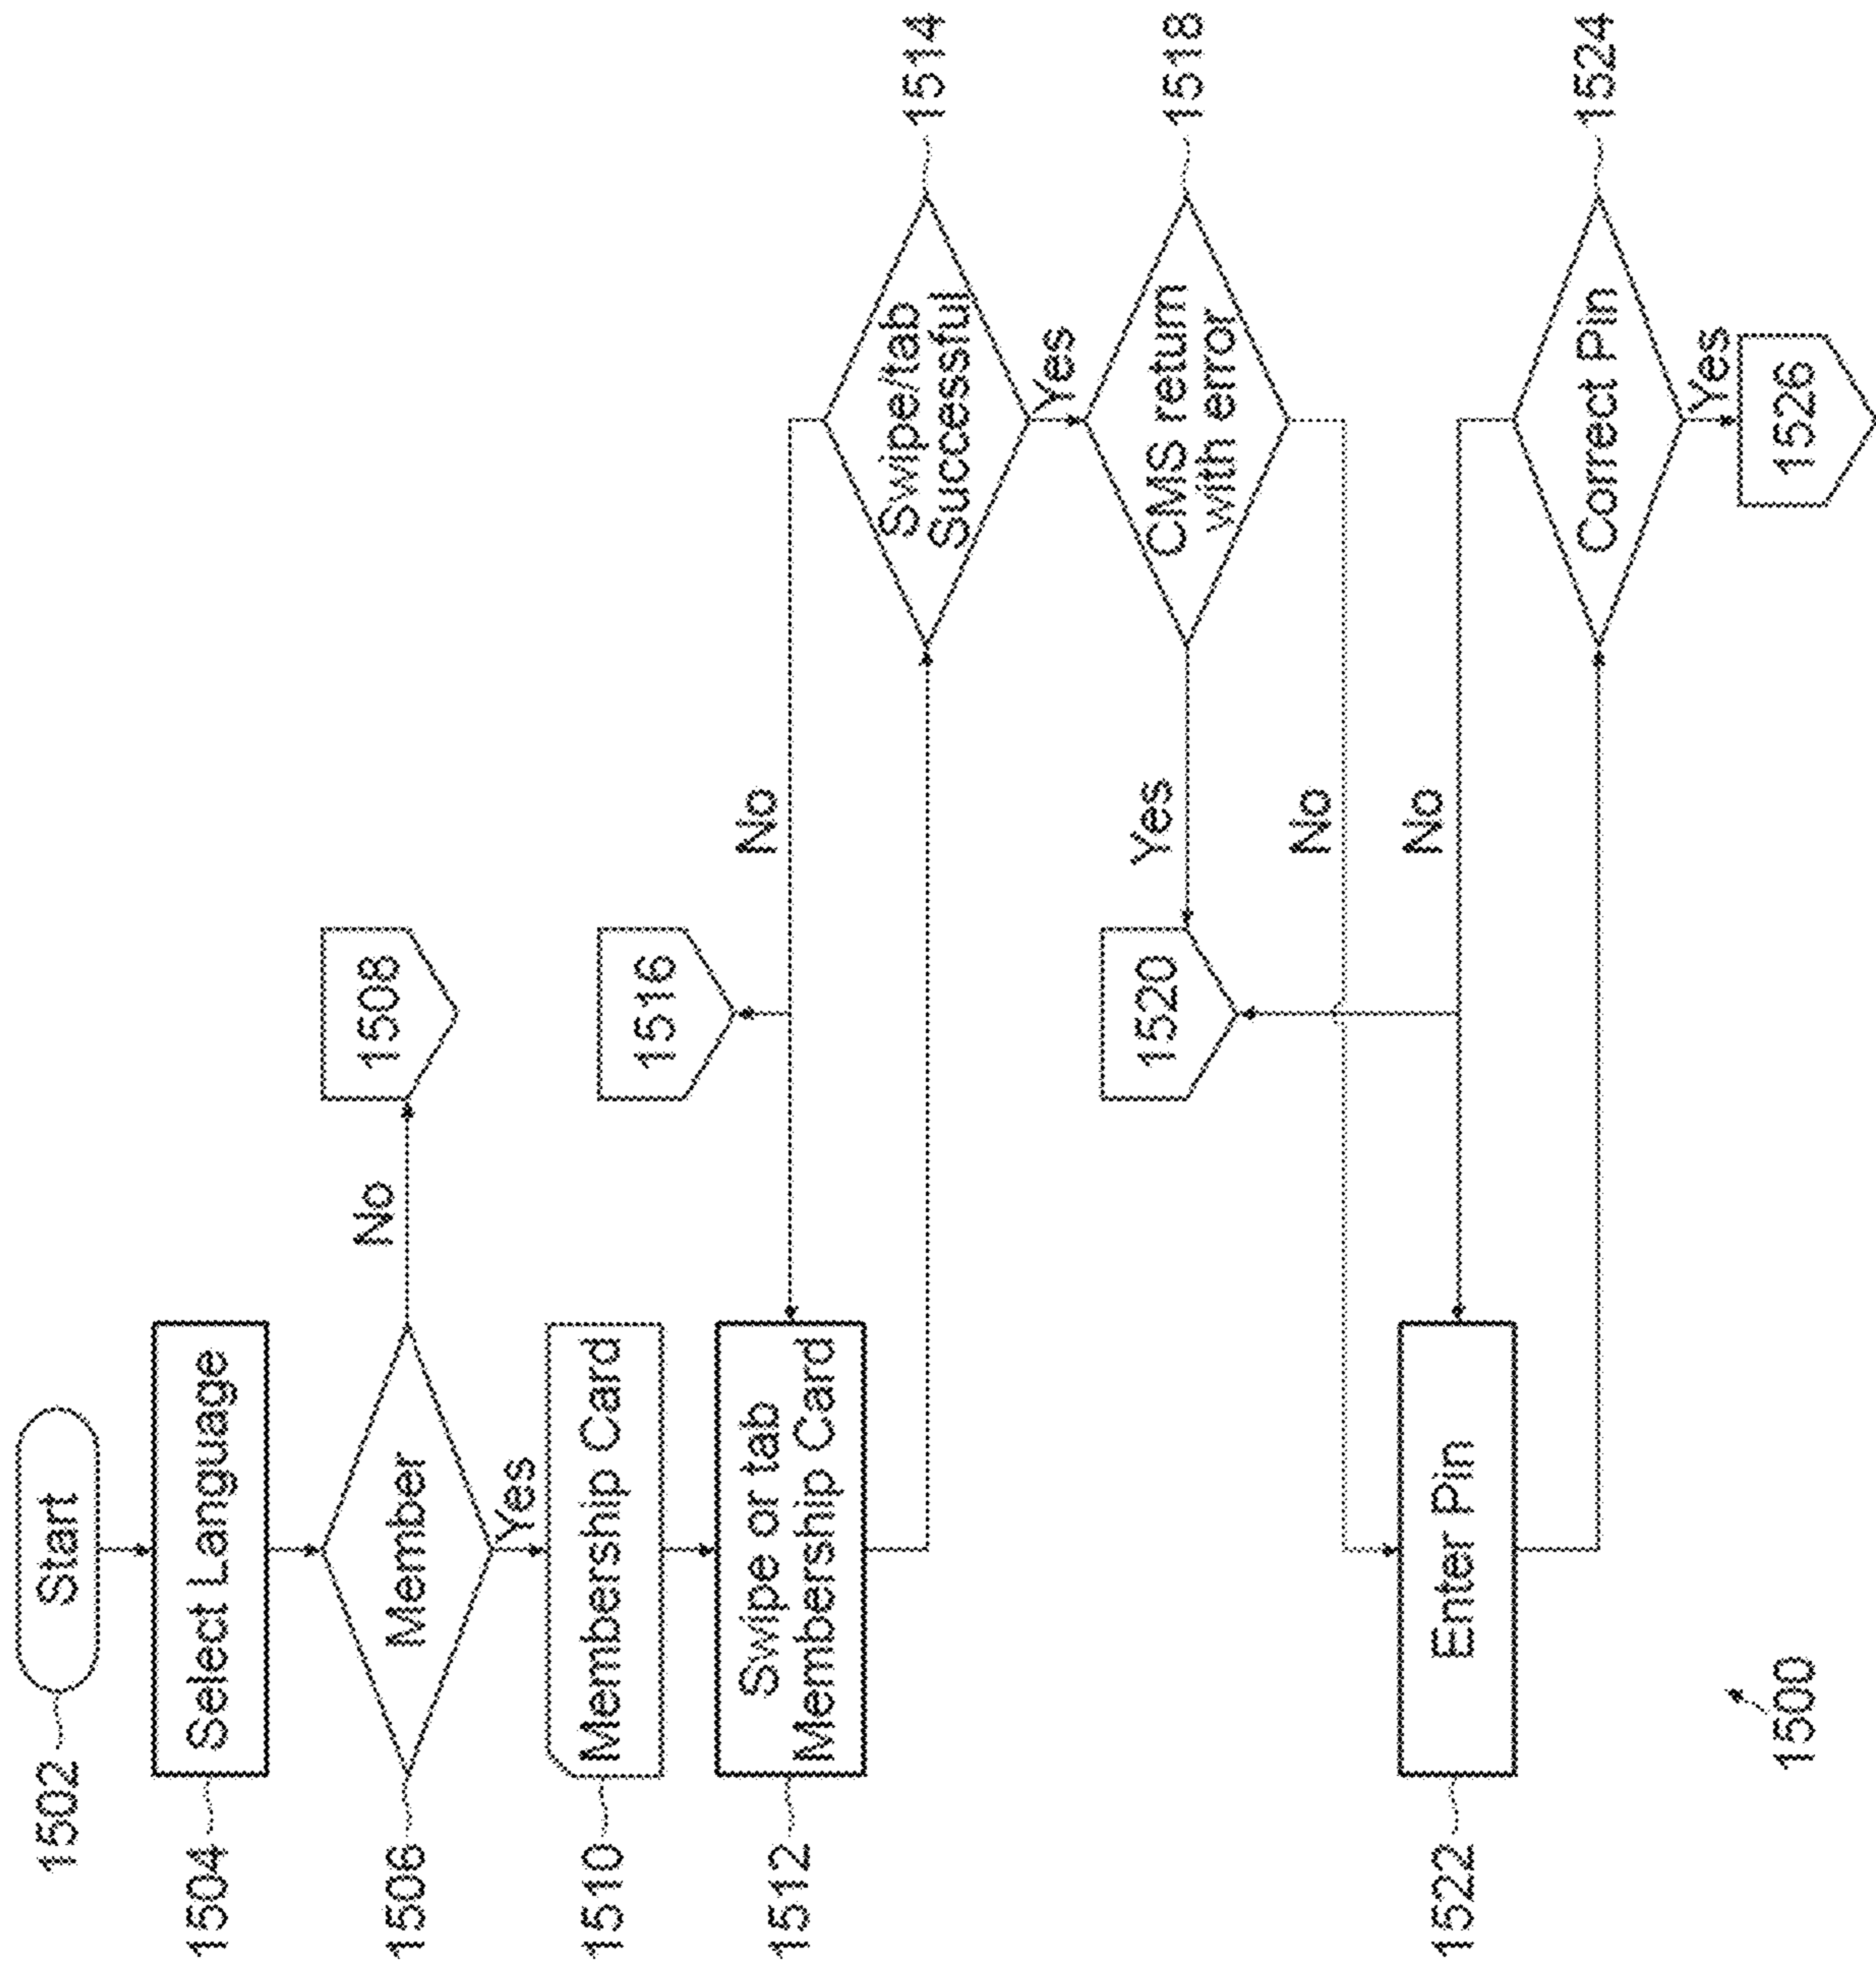 1502
Start
1504
Select Language
1506
Member
No
1508
Yes
1510
Membership Card
1512
Swipe or tab
Membership Card
1516
No
Swipe/tab
Successful
1514
Yes
CMS return
with error
1518
Yes
1520
No
1522
Enter Pin
No
Correct Pin
1524
Yes
1526
1500